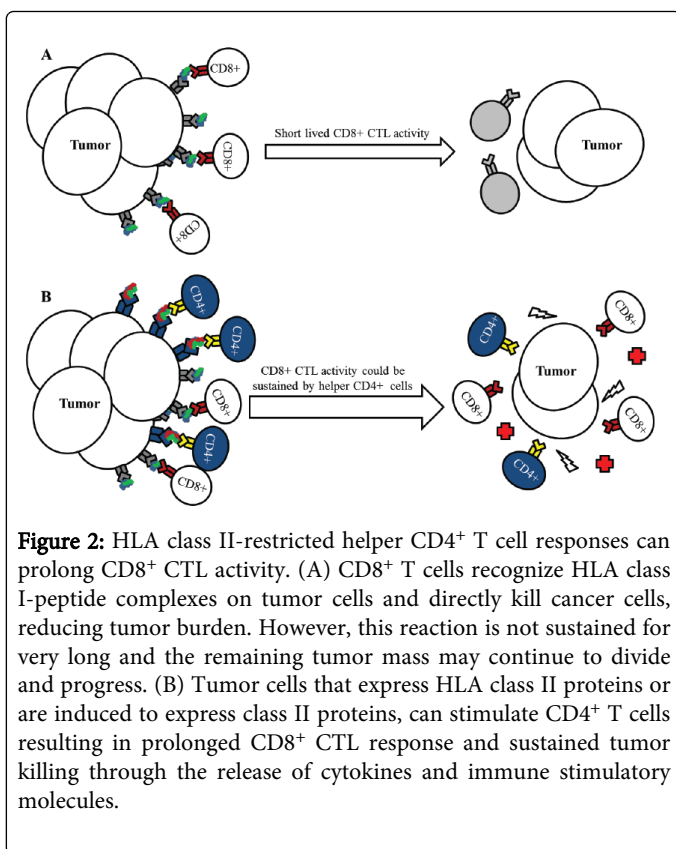 A
CD8+
Tumor
CD8+
CD8+
Short lived CD8+ CTL activity
Tumor
B
CD4+
CD4+
Tumor
CD8+
CD4+
CD8+
CD8+ CTL activity could be
sustained by helper CD4+ cells
CD8+
CD4+
Tumor
CD8+
CD8+
CD4+
Figure 2: HLA class II-restricted helper CD4⁺ T cell responses can
prolong CD8⁺ CTL activity. (A) CD8⁺ T cells recognize HLA class
I-peptide complexes on tumor cells and directly kill cancer cells,
reducing tumor burden. However, this reaction is not sustained for
very long and the remaining tumor mass may continue to divide
and progress. (B) Tumor cells that express HLA class II proteins or
are induced to express class II proteins, can stimulate CD4⁺ T cells
resulting in prolonged CD8⁺ CTL response and sustained tumor
killing through the release of cytokines and immune stimulatory
molecules.